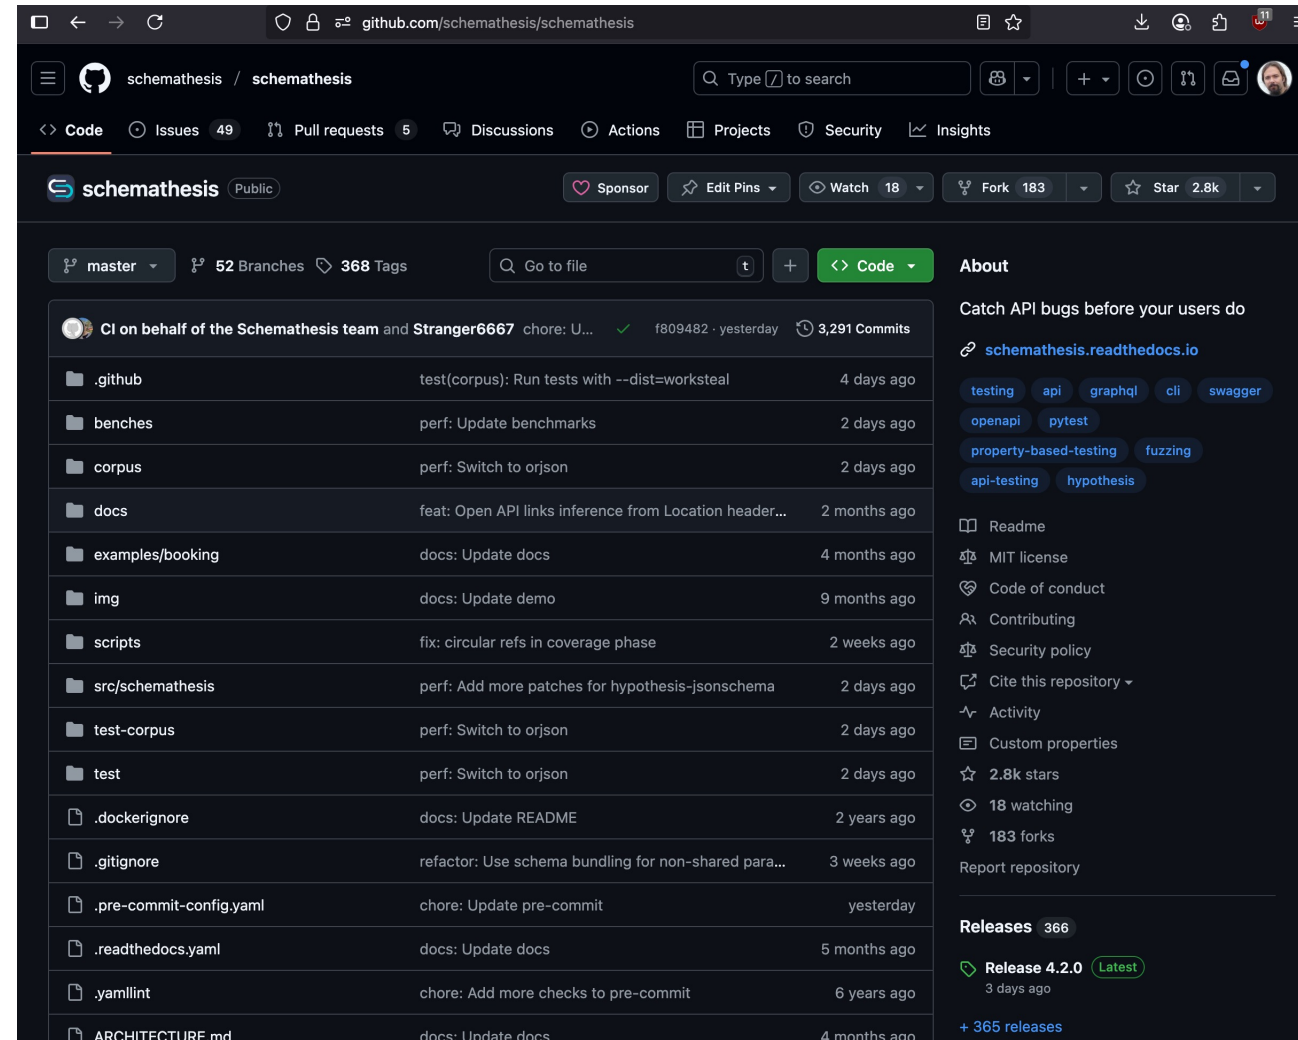 github.com/schemathesis/schemathesis
11
schemathesis / schemathesis
Type / to search
Code Issues 49 Pull requests 5 Discussions Actions Projects Security Insights
schemathesis Public
Sponsor Edit Pins Watch 18 Fork 183 Star 2.8k
master 52 Branches 368 Tags Go to file t Code
CI on behalf of the Schemathesis team and Stranger6667 chore: U... f809482 · yesterday 3,291 Commits
.github test(corpus): Run tests with --dist=worksteal 4 days ago
benches perf: Update benchmarks 2 days ago
corpus perf: Switch to orjson 2 days ago
docs feat: Open API links inference from Location header... 2 months ago
examples/booking docs: Update docs 4 months ago
img docs: Update demo 9 months ago
scripts fix: circular refs in coverage phase 2 weeks ago
src/schemathesis perf: Add more patches for hypothesis-jsonschema 2 days ago
test-corpus perf: Switch to orjson 2 days ago
test perf: Switch to orjson 2 days ago
.dockerignore docs: Update README 2 years ago
.gitignore refactor: Use schema bundling for non-shared para... 3 weeks ago
.pre-commit-config.yaml chore: Update pre-commit yesterday
.readthedocs.yaml docs: Update docs 5 months ago
.yamllint chore: Add more checks to pre-commit 6 years ago
ARCHITECTURE.md docs: Update docs 4 months ago
About
Catch API bugs before your users do
schemathesis.readthedocs.io
testing api graphql cli swagger
openapi pytest
property-based-testing fuzzing
api-testing hypothesis
Readme
MIT license
Code of conduct
Contributing
Security policy
Cite this repository
Activity
Custom properties
2.8k stars
18 watching
183 forks
Report repository
Releases 366
Release 4.2.0 Latest
3 days ago
+ 365 releases